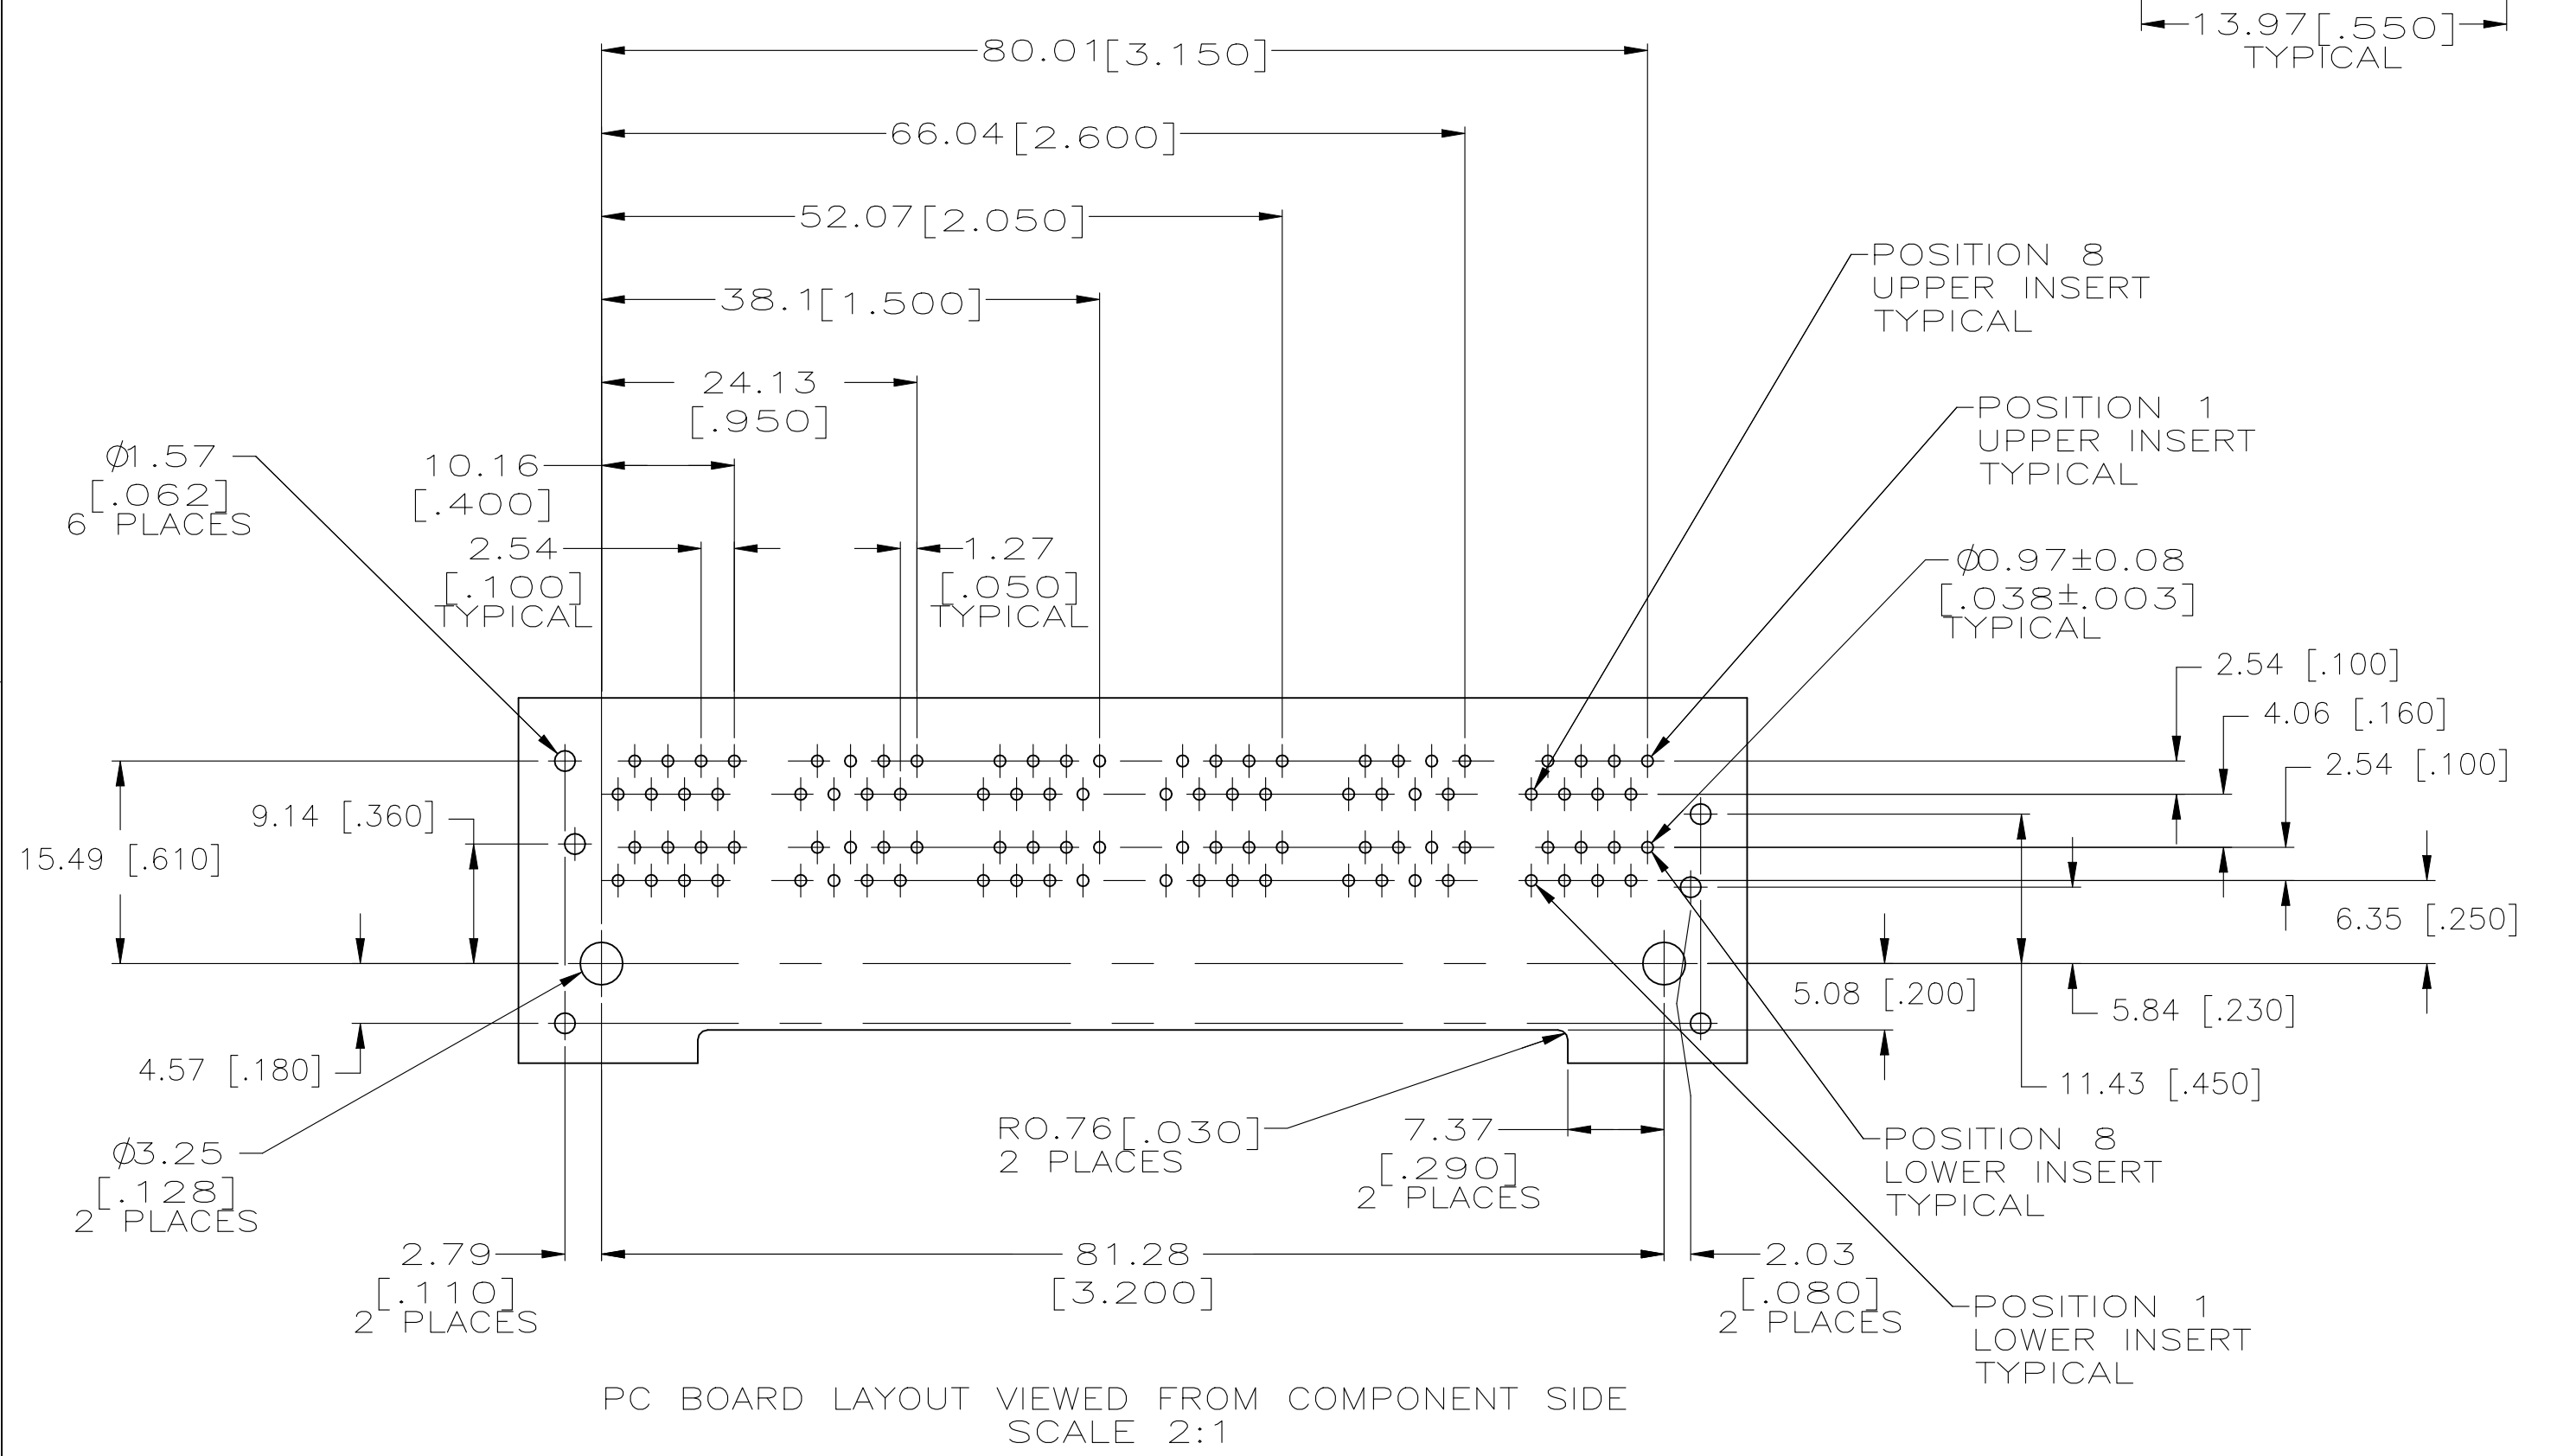 13.97[.550]
TYPICAL
80.01[3.150]
66.04[2.600]
52.07[2.050]
38.1[1.500]
24.13
[.950]
10.16
[.400]
2.54
[.100]
TYPICAL
1.27
[.050]
TYPICAL
Ø1.57
[.062]
6 PLACES
POSITION 8
UPPER INSERT
TYPICAL
POSITION 1
UPPER INSERT
TYPICAL
Ø0.97±0.08
[.038±.003]
TYPICAL
2.54 [.100]
4.06 [.160]
2.54 [.100]
9.14 [.360]
15.49 [.610]
6.35 [.250]
5.08 [.200]
5.84 [.230]
4.57 [.180]
11.43 [.450]
Ø3.25
[.128]
2 PLACES
R0.76[.030]
2 PLACES
7.37
[.290]
2 PLACES
POSITION 8
LOWER INSERT
TYPICAL
2.79
[.110]
2 PLACES
81.28
[3.200]
2.03
[.080]
2 PLACES
POSITION 1
LOWER INSERT
TYPICAL
PC BOARD LAYOUT VIEWED FROM COMPONENT SIDE
SCALE 2:1